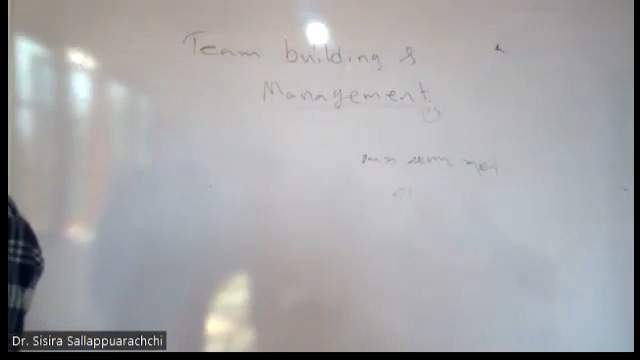 Team building &
Management.
Dr. Sisira Sallappuarachchi